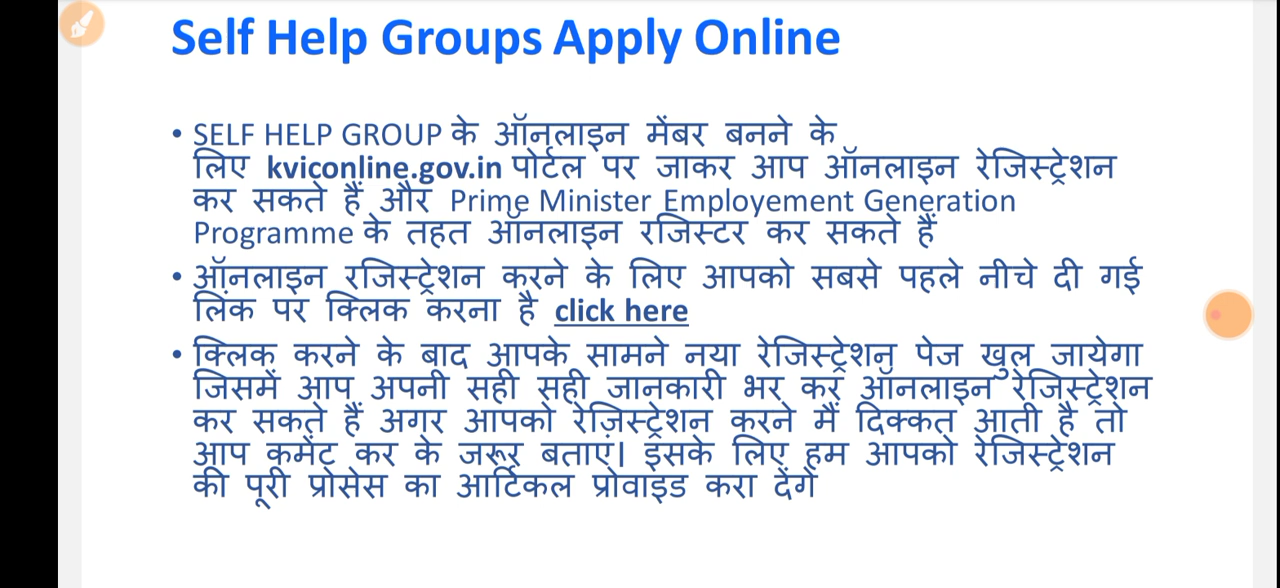 Self Help Groups Apply Online
• SELF HELP GROUP के ऑनलाइन मेंबर बनने के
लिए kviconline.gov.in पोर्टल पर जाकर आप ऑनलाइन रेजिस्ट्रेशन
कर सकते हैं और Prime Minister Employement Generation
Programme के तहत ऑनलाइन रजिस्टर कर सकते हैं
• ऑनलाइन रजिस्ट्रेशन करने के लिए आपको सबसे पहले नीचे दी गई
लिंक पर क्लिक करना है click here
• क्लिक करने के बाद आपके सामने नया रेजिस्ट्रेशन पेज खुल जायेगा
जिसमें आप अपनी सही सही जानकारी भर कर ऑनलाइन रेजिस्ट्रेशन
कर सकते हैं अगर आपको रेज़िस्ट्रेशन करने मैं दिक्कत आती है तो
आप कमेंट कर के जरूर बताएं। इसके लिए हम आपको रेजिस्ट्रेशन
की पूरी प्रोसेस का आर्टिकल प्रोवाइड करा देंगे